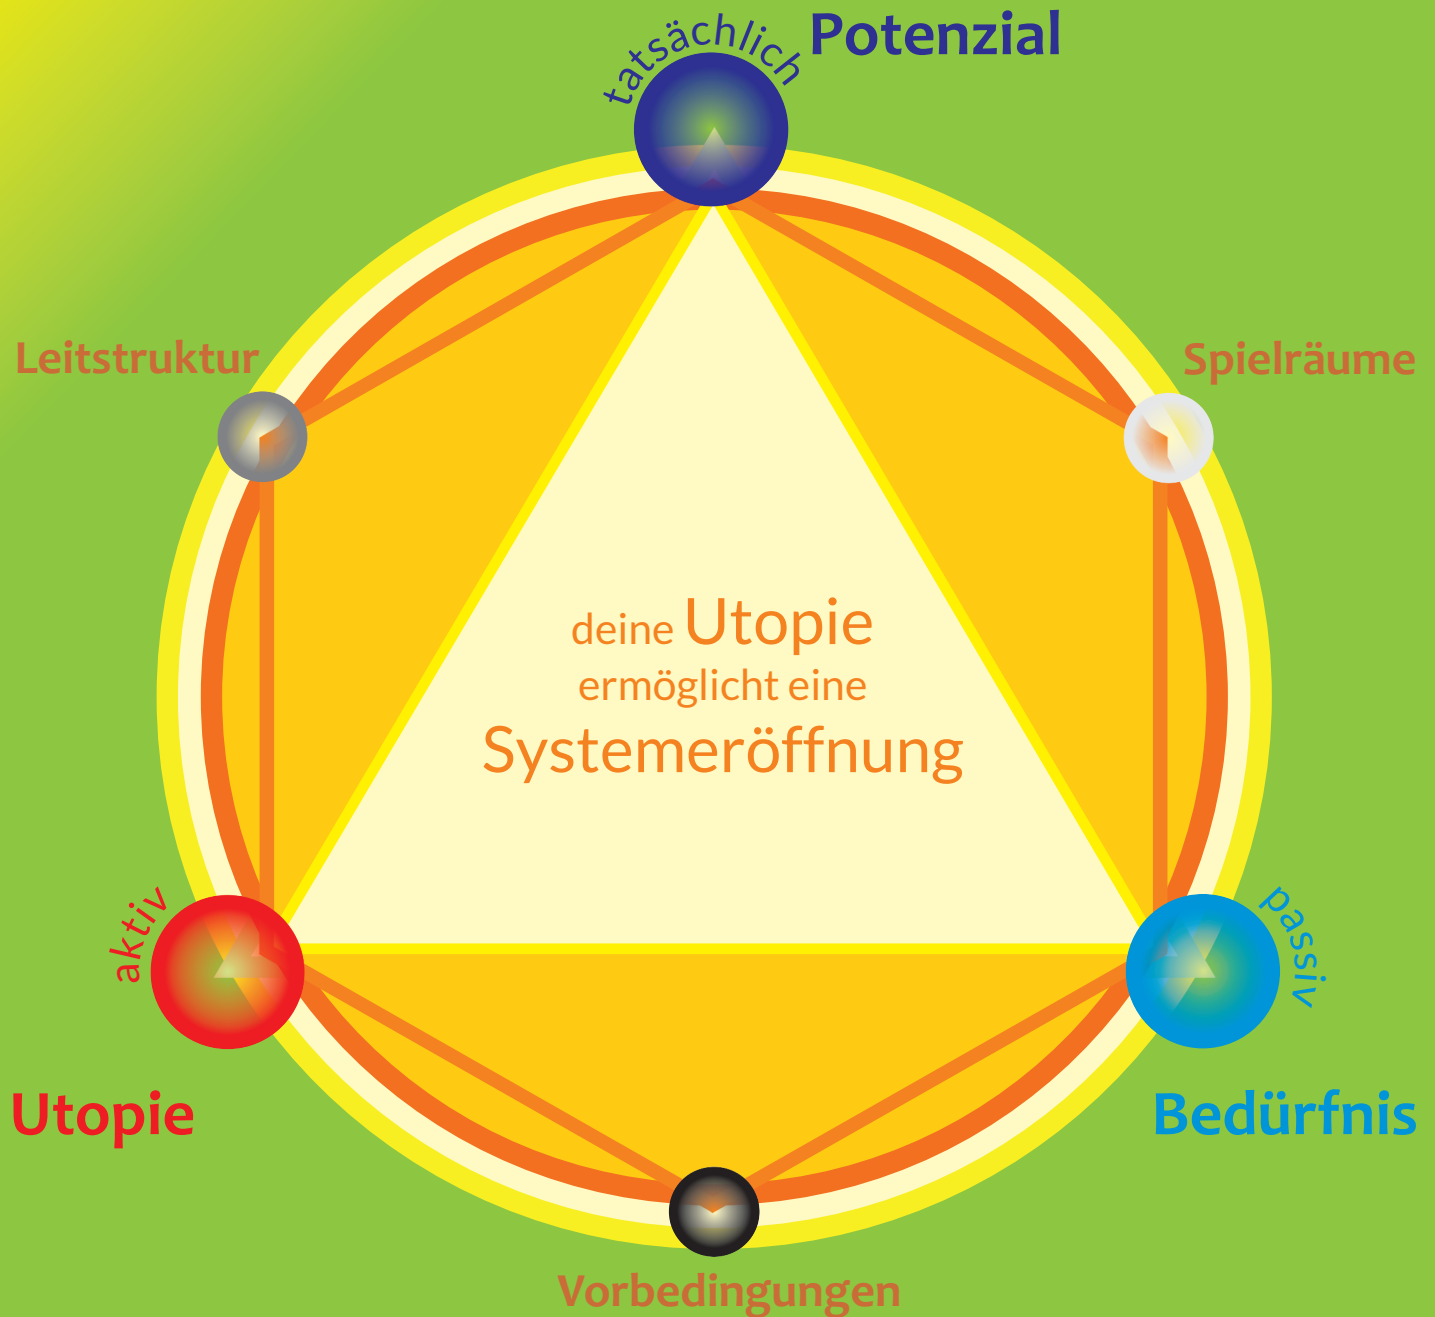 tatsächlich
Potenzial
Leitstruktur
Spielräume
deine Utopie
ermöglicht eine
Systemeröffnung
aktiv
passiv
Utopie
Bedürfnis
Vorbedingungen